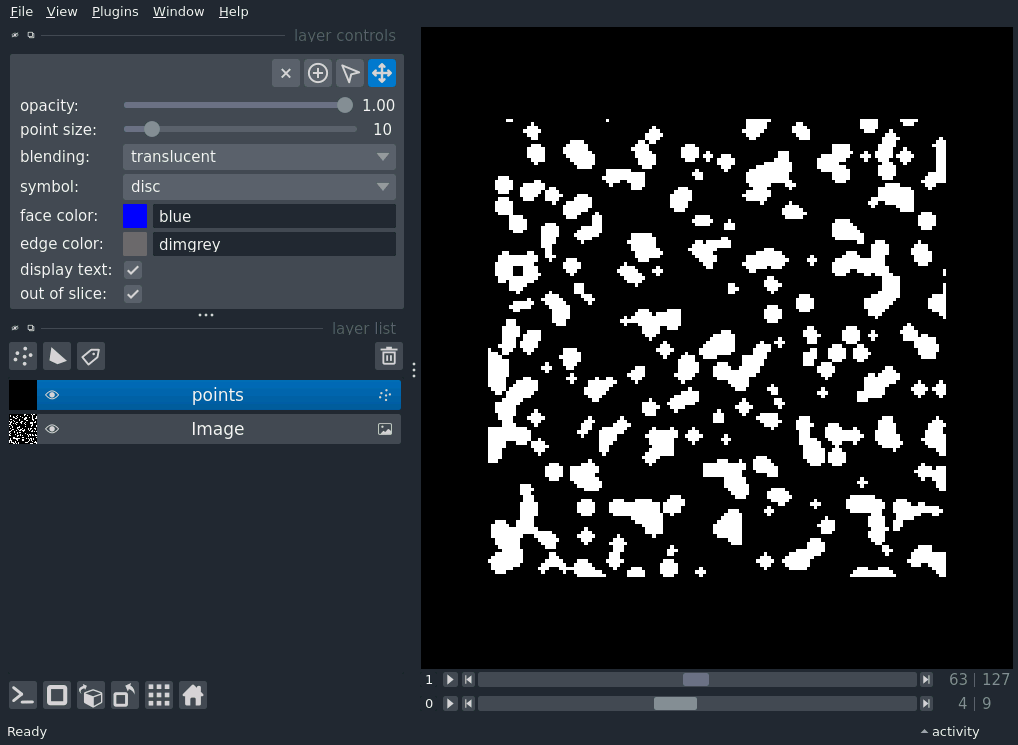 File View Plugins Window Help
layer controls
opacity: 1.00
point size: 10
blending: translucent
symbol: disc
face color: blue
edge color: dimgrey
display text:
out of slice:
layer list
points
Image
1 63 | 127
0 4 | 9
Ready activity